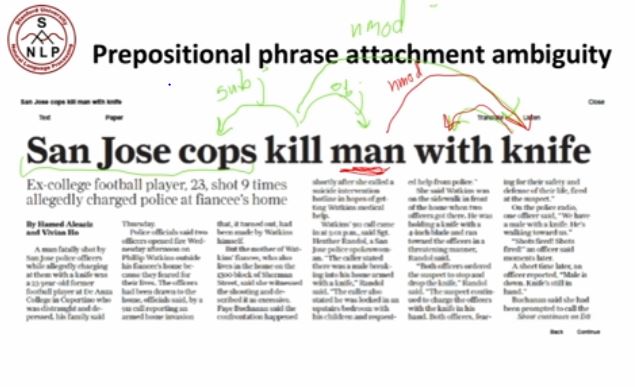 Stanford University
S
NLP
Natural Language Processing
nmod
Prepositional phrase attachment ambiguity
subj
obj
nmod
San Jose cops kill man with knife
Close
Text
Paper
Translate
Listen
San Jose cops kill man with knife
Ex-college football player, 23, shot 9 times
allegedly charged police at fiancee's home
By Hamed Aleaziz
and Vivian Ho
A man fatally shot by
San Jose police officers
while allegedly charging
at them with a knife was
a 23-year-old former
football player at De Anza
College in Cupertino who
was distraught and de-
pressed, his family said
Thursday.
Police officials said two
officers opened fire Wed-
nesday afternoon on
Phillip Watkins outside
his fiancee's home be-
cause they feared for
their lives. The officers
had been drawn to the
home, officials said, by a
911 call reporting an
armed home invasion
that, it turned out, had
been made by Watkins
himself.
But the mother of Wat-
kins' fiancee, who also
lives in the home on the
1300 block of Sherman
Street, said she witnessed
the shooting and de-
scribed it as excessive.
Faye Buchanan said the
confrontation happened
shortly after she called a
suicide intervention
hotline in hopes of get-
ting Watkins medical
help.
Watkins' 911 call came
in at 5:01 p.m., said Sgt.
Heather Randol, a San
Jose police spokeswom-
an. "The caller stated
there was a male break-
ing into his home armed
with a knife," Randol
said. "The caller also
stated he was locked in an
upstairs bedroom with
his children and request-
ed help from police."
She said Watkins was
on the sidewalk in front
of the home when two
officers got there. He was
holding a knife with a
4-inch blade and ran
toward the officers in a
threatening manner,
Randol said.
"Both officers ordered
the suspect to stop and
drop the knife," Randol
said. "The suspect contin-
ued to charge the officers
with the knife in his
hand. Both officers, fear-
ing for their safety and
defense of their life, fired
at the suspect."
On the police radio,
one officer said, "We have
a male with a knife. He's
walking toward us."
"Shots fired! Shots
fired!" an officer said
moments later.
A short time later, an
officer reported, "Male is
down. Knife's still in
hand."
Buchanan said she had
been prompted to call the
Shoot continues on D8
Back
Continue